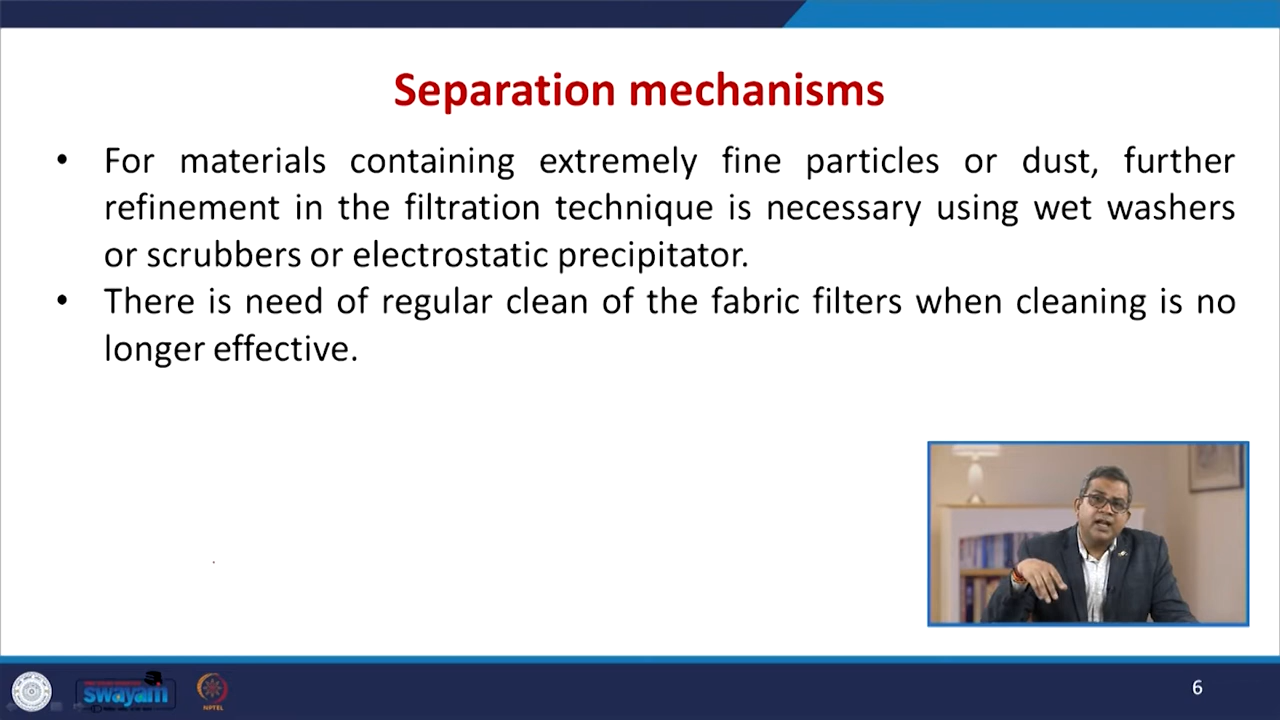 Separation mechanisms
• For materials containing extremely fine particles or dust, further
refinement in the filtration technique is necessary using wet washers
or scrubbers or electrostatic precipitator.
• There is need of regular clean of the fabric filters when cleaning is no
longer effective.
swayam
NPTEL
6